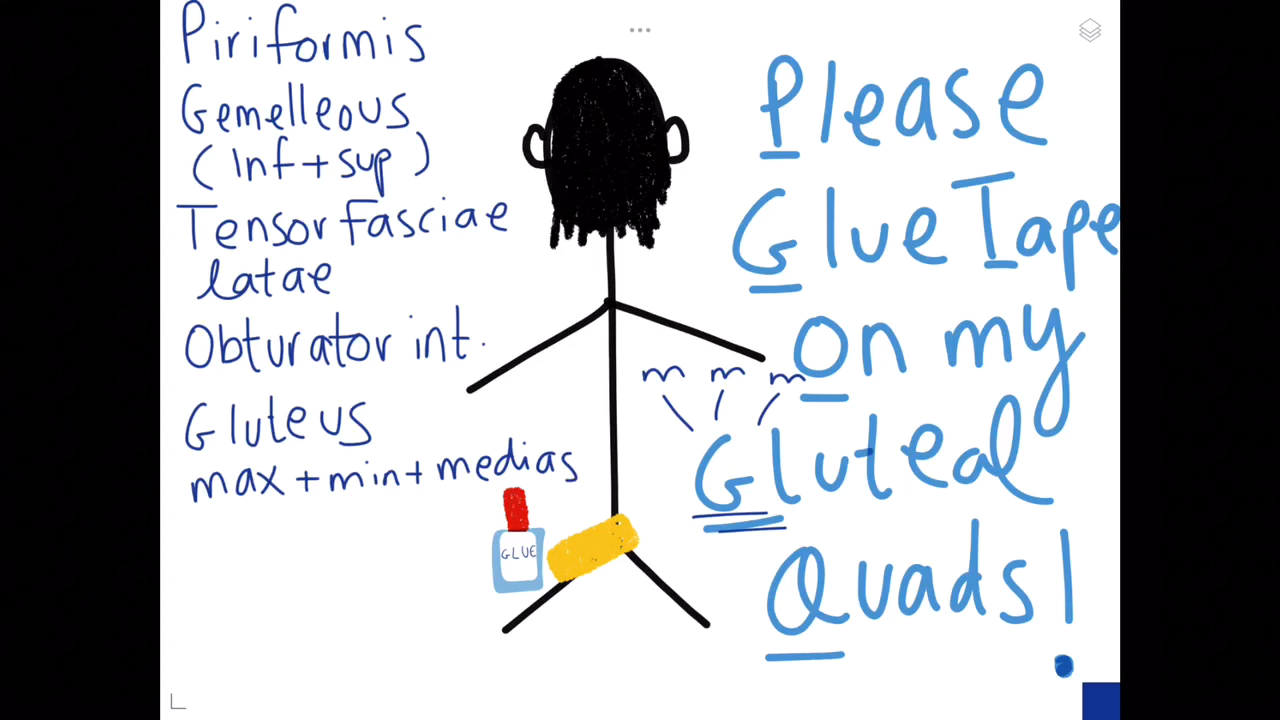 Piriformis
Gemelleous
(Inf + sup)
Tensor Fasciae
latae
Obturator int.
Gluteus
max + min + medias
GLUE
Please
Glue Tape
on my
m m m
Gluteal
Quads!